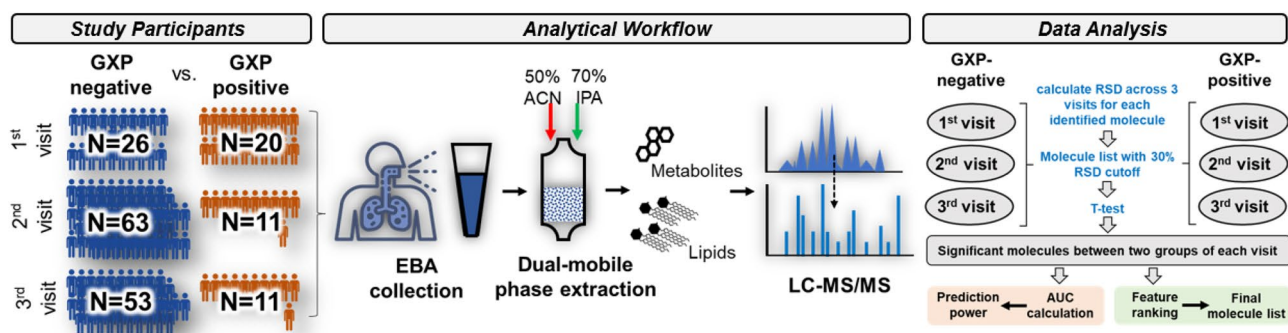 Study Participants
GXP negative
vs.
GXP positive
1st visit
N=26
N=20
2nd visit
N=63
N=11
3rd visit
N=53
N=11
Analytical Workflow
50% ACN
70% IPA
Metabolites
Lipids
EBA collection
Dual-mobile phase extraction
LC-MS/MS
Data Analysis
GXP-negative
GXP-positive
calculate RSD across 3
visits for each
identified molecule
1st visit
1st visit
2nd visit
Molecule list with 30%
RSD cutoff
2nd visit
3rd visit
T-test
3rd visit
Significant molecules between two groups of each visit
Prediction power
AUC calculation
Feature ranking
Final molecule list